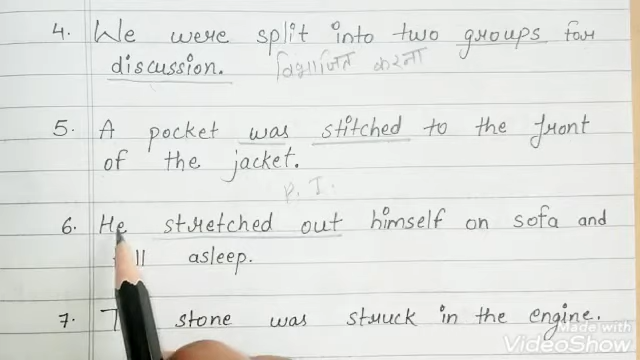 4. We were split into two groups for
discussion. विभाजित करना
5. A pocket was stitched to the front
of the jacket.
P. I.
6. He stretched out himself on sofa and
asleep.
7. stone was struck in the engine.
Made with
VideoShow